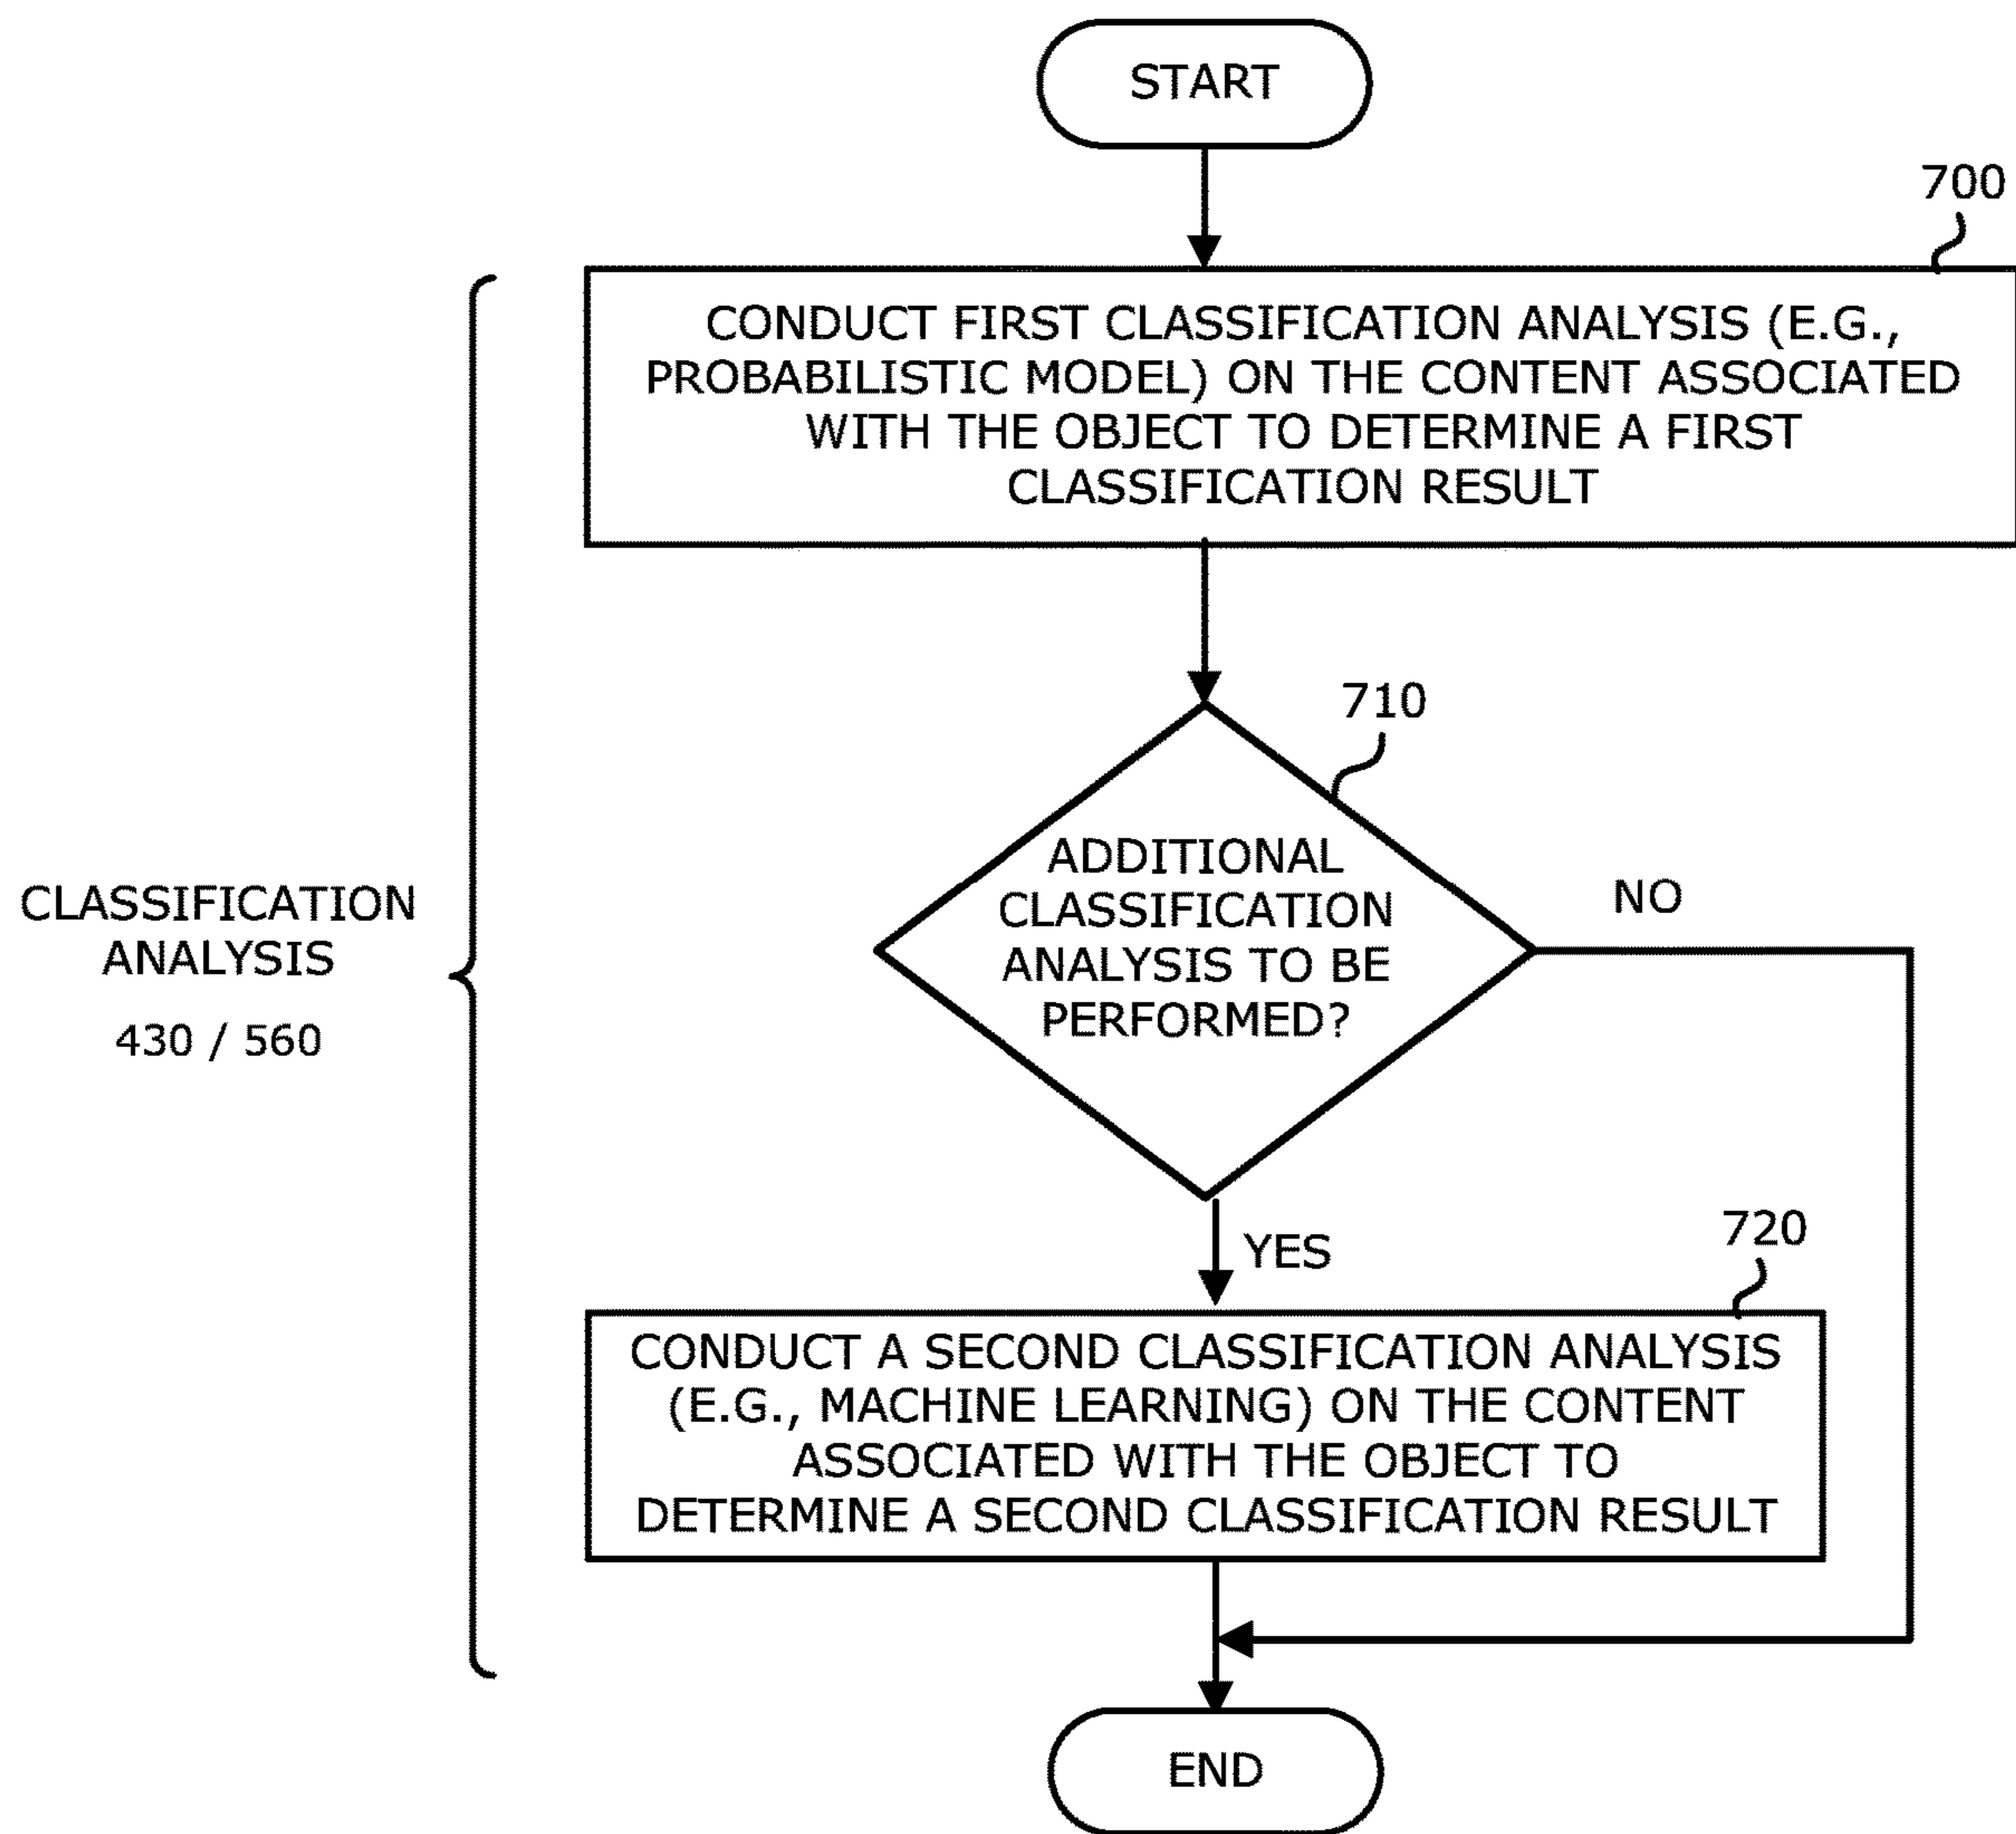 START
700
CONDUCT FIRST CLASSIFICATION ANALYSIS (E.G.,
PROBABILISTIC MODEL) ON THE CONTENT ASSOCIATED
WITH THE OBJECT TO DETERMINE A FIRST
CLASSIFICATION RESULT
710
ADDITIONAL
CLASSIFICATION
ANALYSIS TO BE
PERFORMED?
NO
CLASSIFICATION
ANALYSIS
430 / 560
YES
720
CONDUCT A SECOND CLASSIFICATION ANALYSIS
(E.G., MACHINE LEARNING) ON THE CONTENT
ASSOCIATED WITH THE OBJECT TO
DETERMINE A SECOND CLASSIFICATION RESULT
END